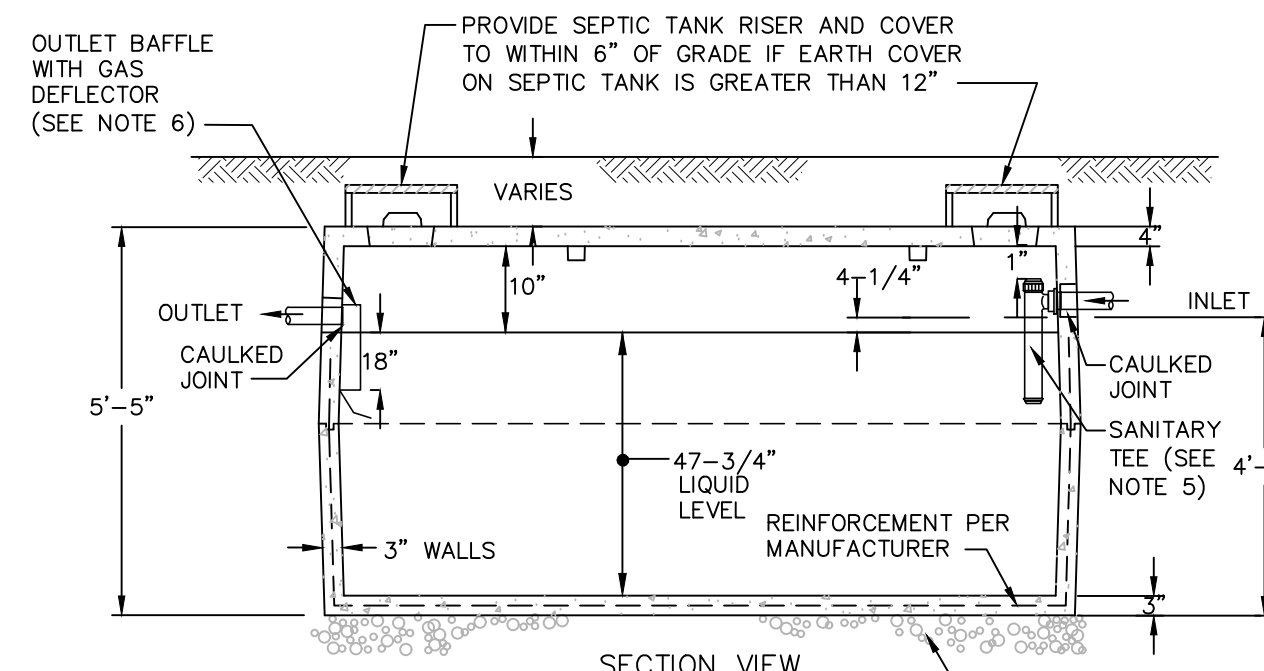 PROVIDE SEPTIC TANK RISER AND COVER
TO WITHIN 6" OF GRADE IF EARTH COVER
ON SEPTIC TANK IS GREATER THAN 12"
OUTLET BAFFLE
WITH GAS
DEFLECTOR
(SEE NOTE 6)
VARIES
4"
1"
10"
4-1/4"
OUTLET
INLET
CAULKED
JOINT
18"
CAULKED
JOINT
5'-5"
SANITARY
TEE (SEE
NOTE 5)
4'-
47-3/4"
LIQUID
LEVEL
REINFORCEMENT PER
MANUFACTURER
3" WALLS
3"
SECTION VIEW